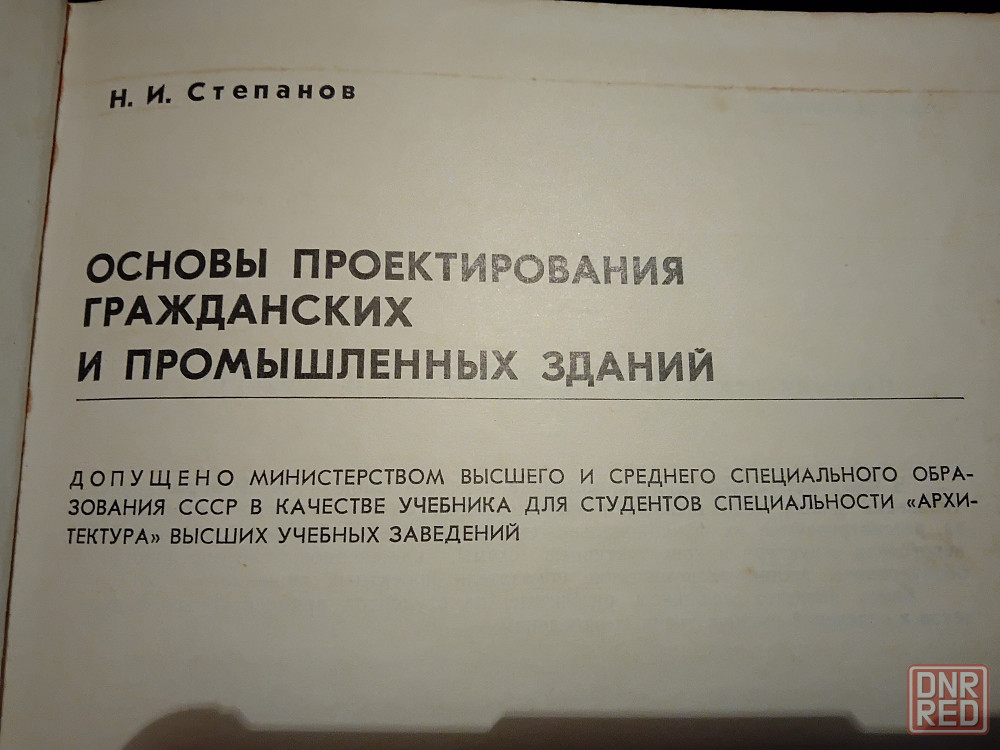 Н. И. Степанов
ОСНОВЫ ПРОЕКТИРОВАНИЯ
ГРАЖДАНСКИХ
И ПРОМЫШЛЕННЫХ ЗДАНИЙ
ДОПУЩЕНО МИНИСТЕРСТВОМ ВЫСШЕГО И СРЕДНЕГО СПЕЦИАЛЬНОГО ОБРА-
ЗОВАНИЯ СССР В КАЧЕСТВЕ УЧЕБНИКА ДЛЯ СТУДЕНТОВ СПЕЦИАЛЬНОСТИ «АРХИ-
ТЕКТУРА» ВЫСШИХ УЧЕБНЫХ ЗАВЕДЕНИЙ
DNR
RED